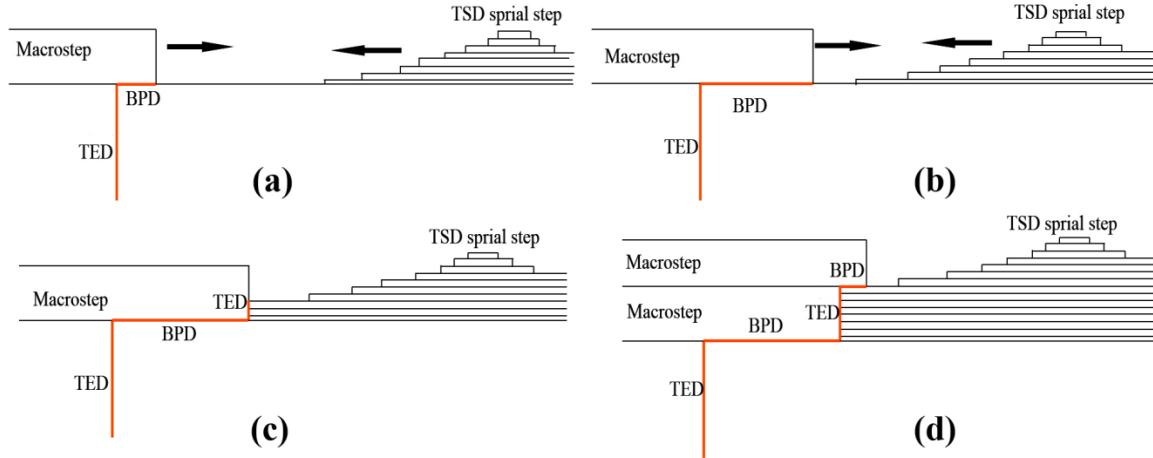 TSD sprial step
Macrostep
BPD
TED
(a)
TSD sprial step
Macrostep
BPD
TED
(b)
TSD sprial step
Macrostep
TED
BPD
TED
(c)
TSD sprial step
Macrostep
BPD
Macrostep
TED
BPD
TED
(d)